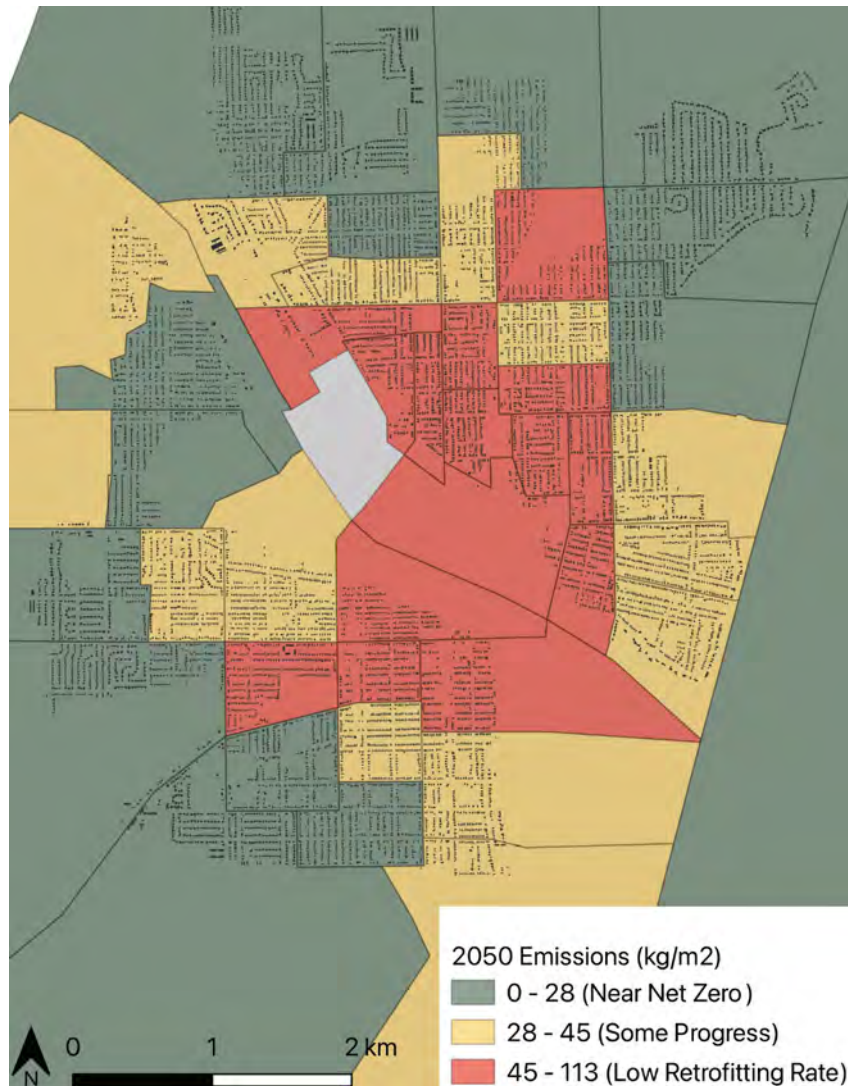 2050 Emissions (kg/m2)
0 - 28 (Near Net Zero)
28 - 45 (Some Progress)
45 - 113 (Low Retrofitting Rate)
N
0 1 2 km